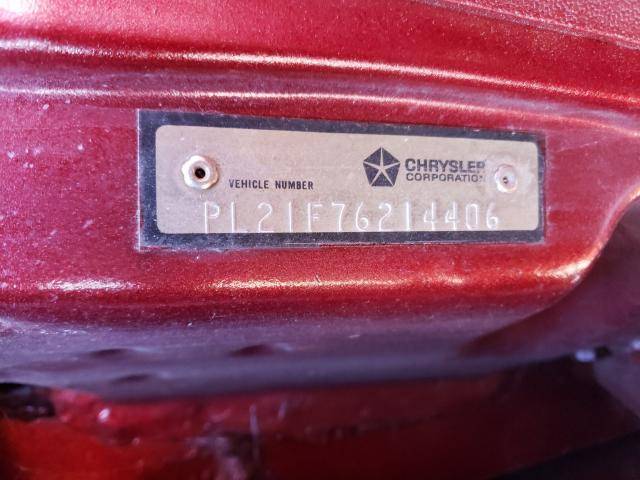 CHRYSLER
CORPORATION
VEHICLE NUMBER
PL21F76214406